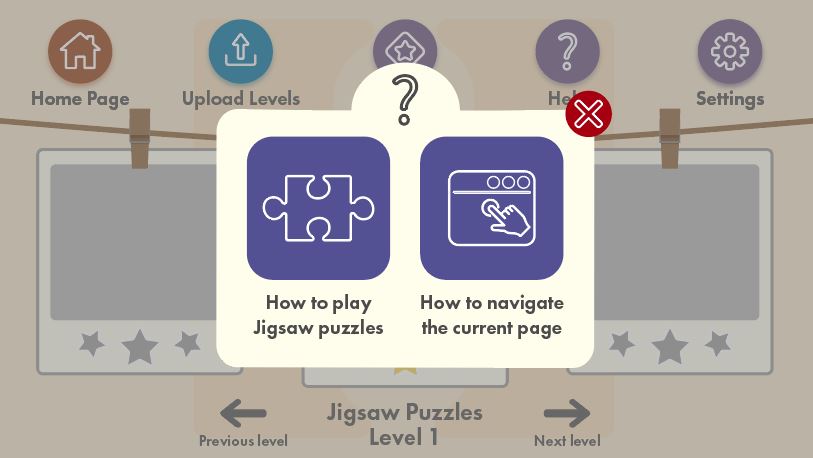 Home Page
Upload Levels
Settings
How to play
Jigsaw puzzles
How to navigate
the current page
Jigsaw Puzzles
Level 1
Previous level
Next level